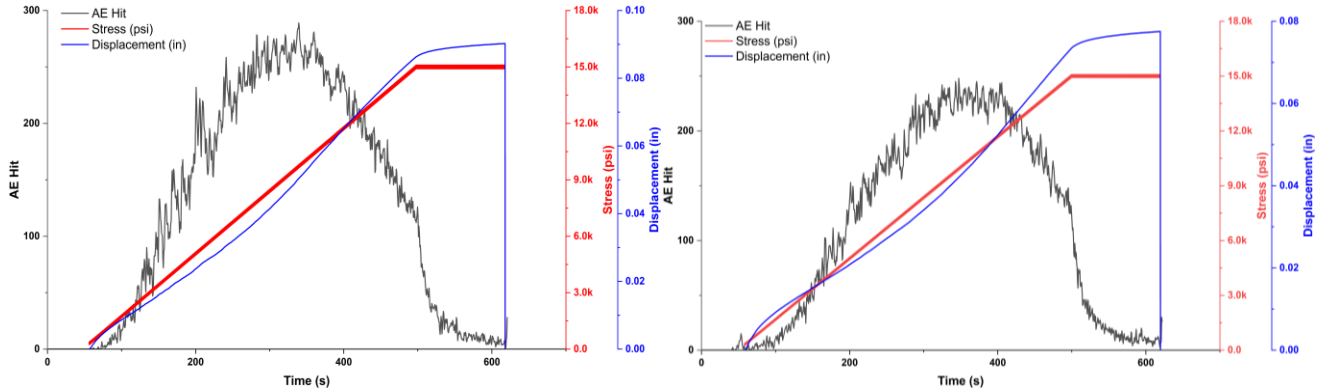 AE Hit
Stress (psi)
Displacement (in)
300
200
100
0
AE Hit
0
200
400
600
Time (s)
18.0k
15.0k
12.0k
9.0k
6.0k
3.0k
0.0
Stress (psi)
0.10
0.08
0.06
0.04
0.02
0.00
Displacement (in)
AE Hit
Stress (psi)
Displacement (in)
300
200
100
0
AE Hit
0
200
400
600
Time (s)
18.0k
15.0k
12.0k
9.0k
6.0k
3.0k
0.0
Stress (psi)
0.08
0.06
0.04
0.02
0.00
Displacement (in)